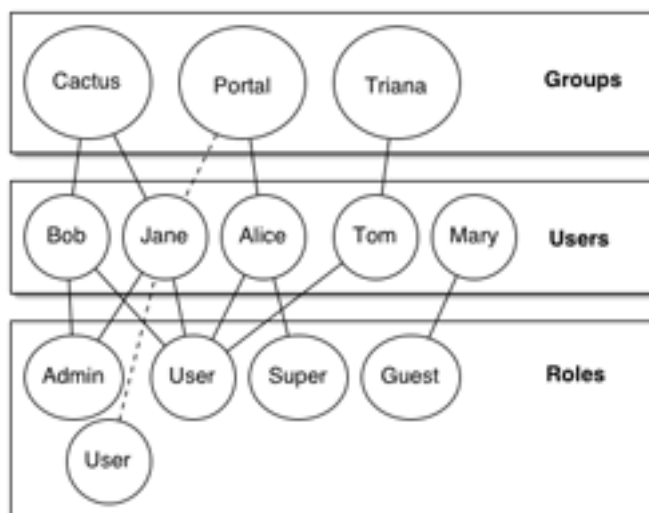 Cactus Portal Triana Groups
Bob Jane Alice Tom Mary Users
Admin User Super Guest Roles
User